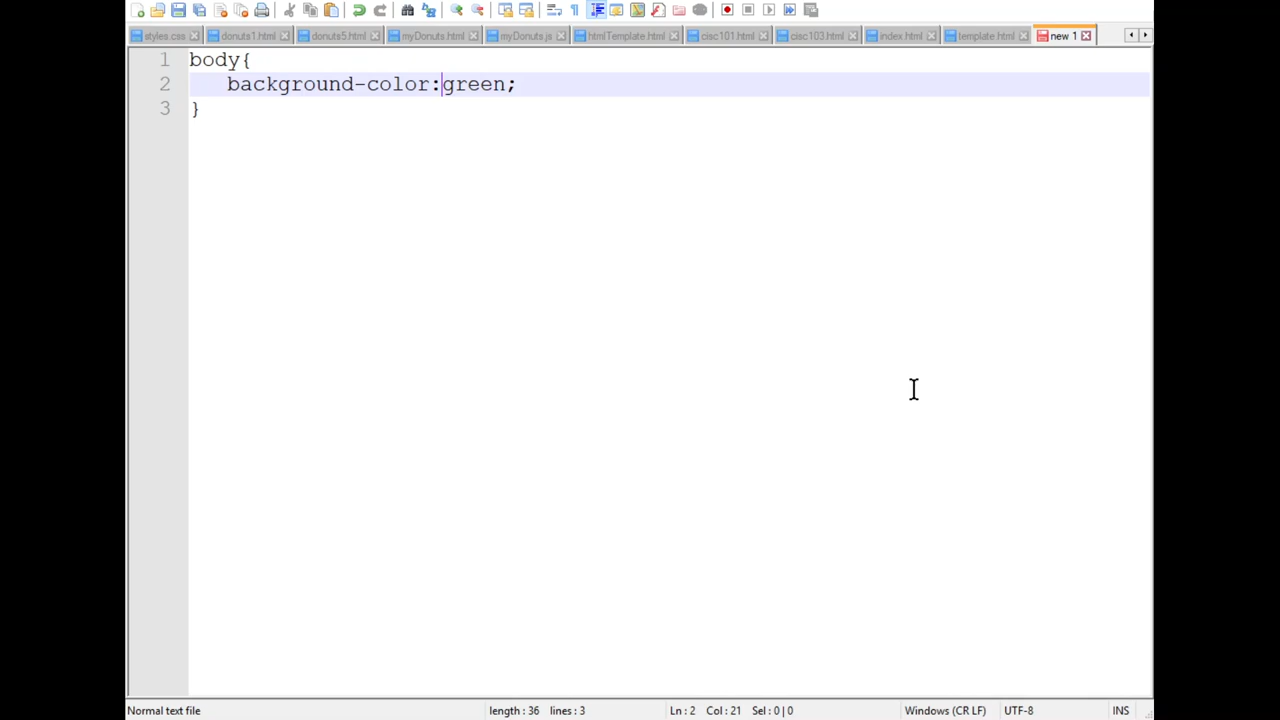 styles.css donuts1.html donuts5.html myDonuts.html myDonuts.js htmlTemplate.html cisc101.html cisc103.html index.html template.html new 1
1 body{
2 background-color:green;
3 }
Normal text file length : 36 lines : 3 Ln : 2 Col : 21 Sel : 0 | 0 Windows (CR LF) UTF-8 INS